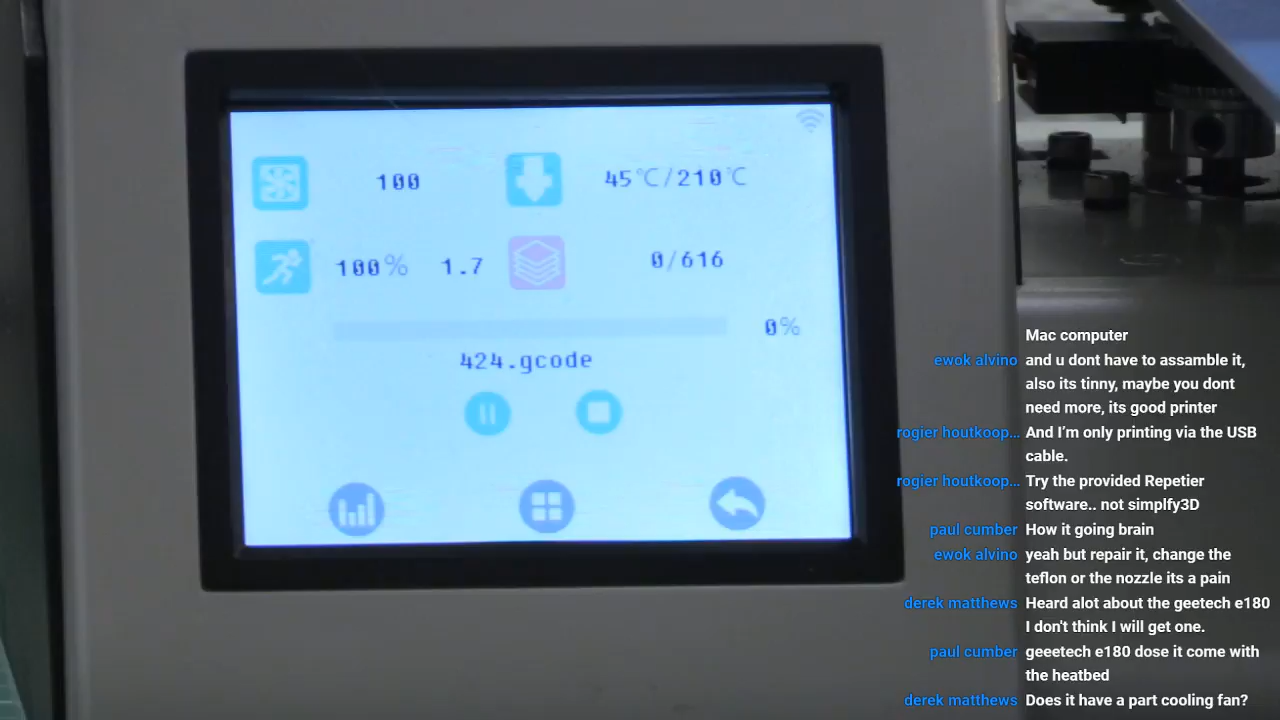 100
45℃/210℃
100% 1.7
0/616
0%
424.gcode
Mac computer
ewok alvino and u dont have to assamble it,
also its tinny, maybe you dont
need more, its good printer
rogier houtkoop... And I’m only printing via the USB
cable.
rogier houtkoop... Try the provided Repetier
software.. not simplfy3D
paul cumber How it going brain
ewok alvino yeah but repair it, change the
teflon or the nozzle its a pain
derek matthews Heard alot about the geetech e180
I don't think I will get one.
paul cumber geeetech e180 dose it come with
the heatbed
derek matthews Does it have a part cooling fan?